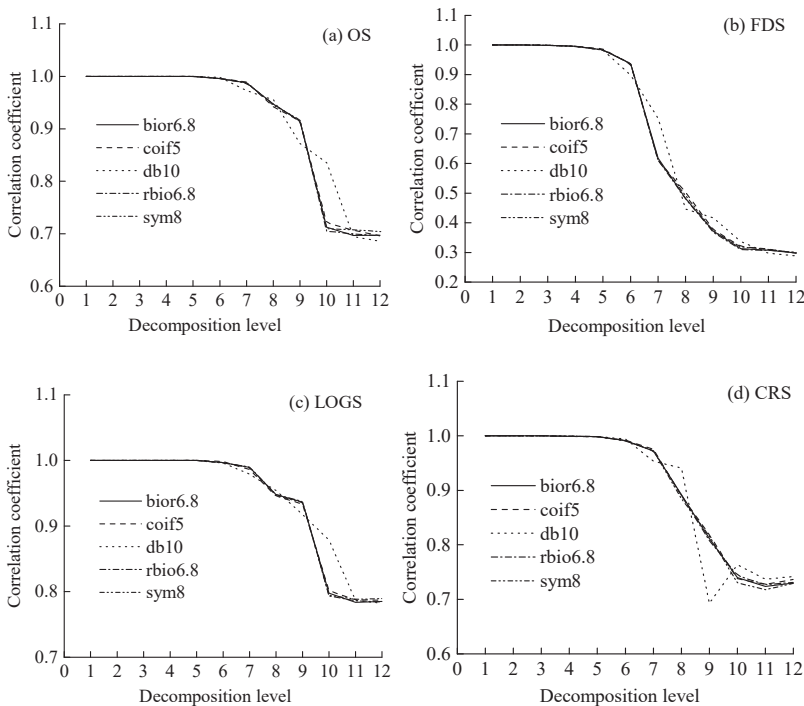 (a) OS
1.1
1.0
0.9
0.8
0.7
0.6
Correlation coefficient
bior6.8
coif5
db10
rbio6.8
sym8
0 1 2 3 4 5 6 7 8 9 10 11 12
Decomposition level
(b) FDS
1.1
1.0
0.9
0.8
0.7
0.6
0.5
0.4
0.3
0.2
Correlation coefficient
bior6.8
coif5
db10
rbio6.8
sym8
0 1 2 3 4 5 6 7 8 9 10 11 12
Decomposition level
(c) LOGS
1.1
1.0
0.9
0.8
0.7
Correlation coefficient
bior6.8
coif5
db10
rbio6.8
sym8
0 1 2 3 4 5 6 7 8 9 10 11 12
Decomposition level
(d) CRS
1.1
1.0
0.9
0.8
0.7
0.6
Correlation coefficient
bior6.8
coif5
db10
rbio6.8
sym8
0 1 2 3 4 5 6 7 8 9 10 11 12
Decomposition level